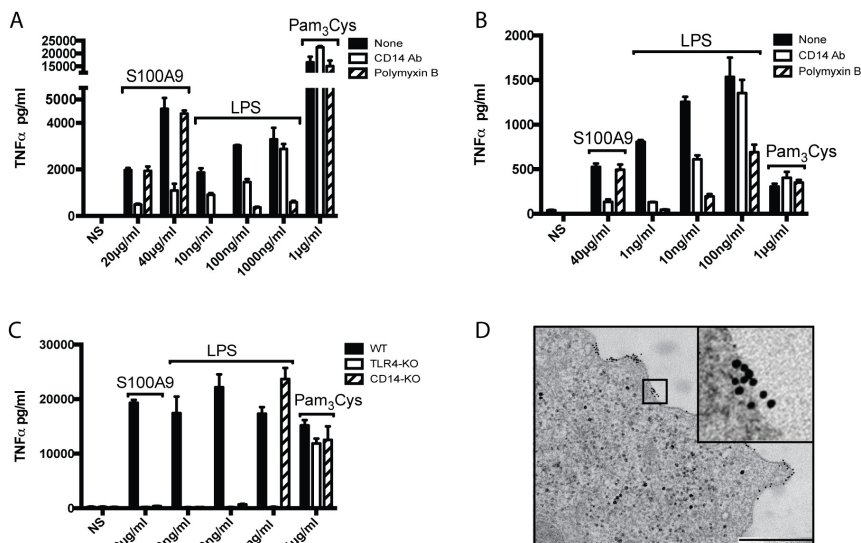 A
TNFα pg/ml
25000
20000
15000
5000
4000
2000
0
S100A9
LPS
Pam3Cys
None
CD14 Ab
Polymyxin B
NS
20µg/ml
40µg/ml
10ng/ml
100ng/ml
1000ng/ml
1µg/ml
B
TNFα pg/ml
2000
1500
1000
500
0
S100A9
LPS
Pam3Cys
None
CD14 Ab
Polymyxin B
NS
40µg/ml
1ng/ml
10ng/ml
100ng/ml
1µg/ml
C
TNFα pg/ml
30000
20000
10000
0
S100A9
LPS
Pam3Cys
WT
TLR4-KO
CD14-KO
NS
D